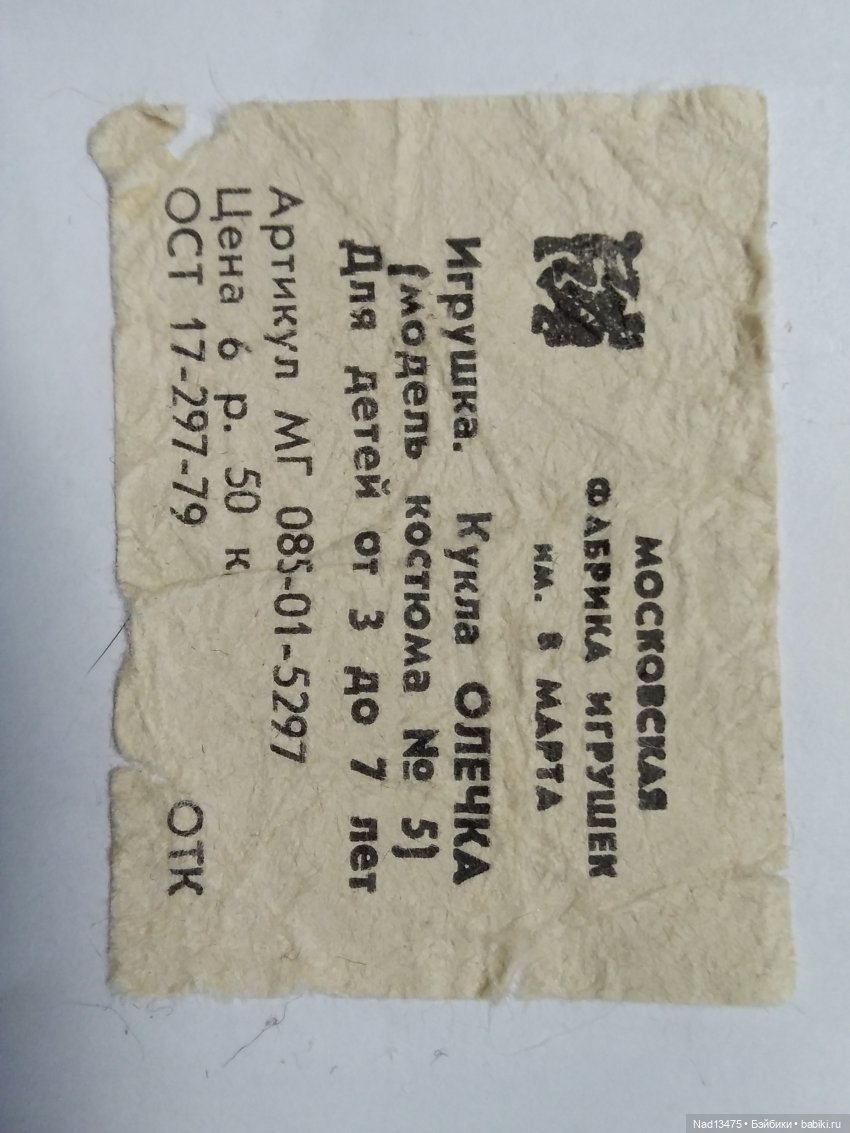 МОСКОВСКАЯ
ФАБРИКА ИГРУШЕК
им. 8 МАРТА
Игрушка. Кукла ОЛЕЧКА
(модель костюма № 5)
Для детей от 3 до 7 лет
Артикул МГ 085-01-5297
Цена 6 р. 50 к
ОСТ 17-297-79 ОТК
Nad13475 • Бэйбики • babiki.ru